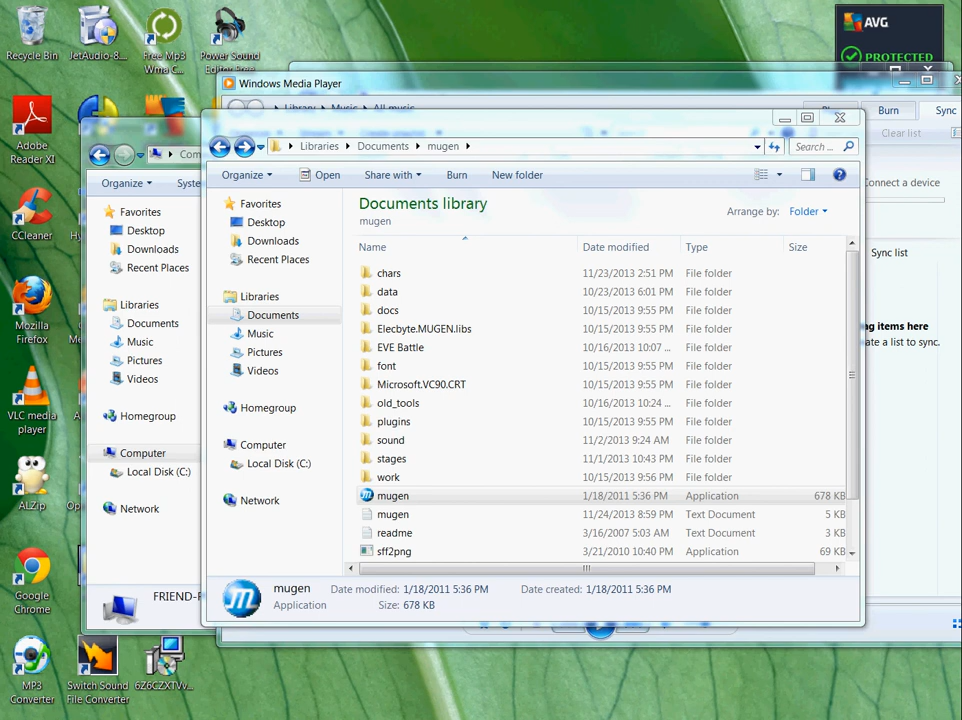 Recycle Bin
JetAudio-8....
Free Mp3
Wma C...
Power Sound
Editor Free
AVG
PROTECTED
Windows Media Player
Library
Music
All music
Burn
Sync
Clear list
Connect a device
Sync list
ng items here
ate a list to sync.
Adobe
Reader XI
CCleaner
Mozilla
Firefox
VLC media
player
ALZip
Google
Chrome
MP3
Converter
Switch Sound
File Converter
6Z6CZXTVv...
Com
Organize
Syste
Favorites
Desktop
Downloads
Recent Places
Libraries
Documents
Music
Pictures
Videos
Homegroup
Computer
Local Disk (C:)
Network
FRIEND-P
Libraries Documents mugen
Search ...
Organize Open Share with Burn New folder
Favorites
Desktop
Downloads
Recent Places
Libraries
Documents
Music
Pictures
Videos
Homegroup
Computer
Local Disk (C:)
Network
Documents library
mugen
Arrange by: Folder
Name Date modified Type Size
chars 11/23/2013 2:51 PM File folder
data 10/23/2013 6:01 PM File folder
docs 10/15/2013 9:55 PM File folder
Elecbyte.MUGEN.libs 10/15/2013 9:55 PM File folder
EVE Battle 10/16/2013 10:07 ... File folder
font 10/15/2013 9:55 PM File folder
Microsoft.VC90.CRT 10/15/2013 9:55 PM File folder
old_tools 10/16/2013 10:24 ... File folder
plugins 10/15/2013 9:55 PM File folder
sound 11/2/2013 9:24 AM File folder
stages 11/1/2013 10:43 PM File folder
work 10/15/2013 9:56 PM File folder
mugen 1/18/2011 5:36 PM Application 678 KB
mugen 11/24/2013 8:59 PM Text Document 5 KB
readme 3/16/2007 5:03 AM Text Document 3 KB
sff2png 3/21/2010 10:40 PM Application 69 KB
mugen Date modified: 1/18/2011 5:36 PM Date created: 1/18/2011 5:36 PM
Application Size: 678 KB